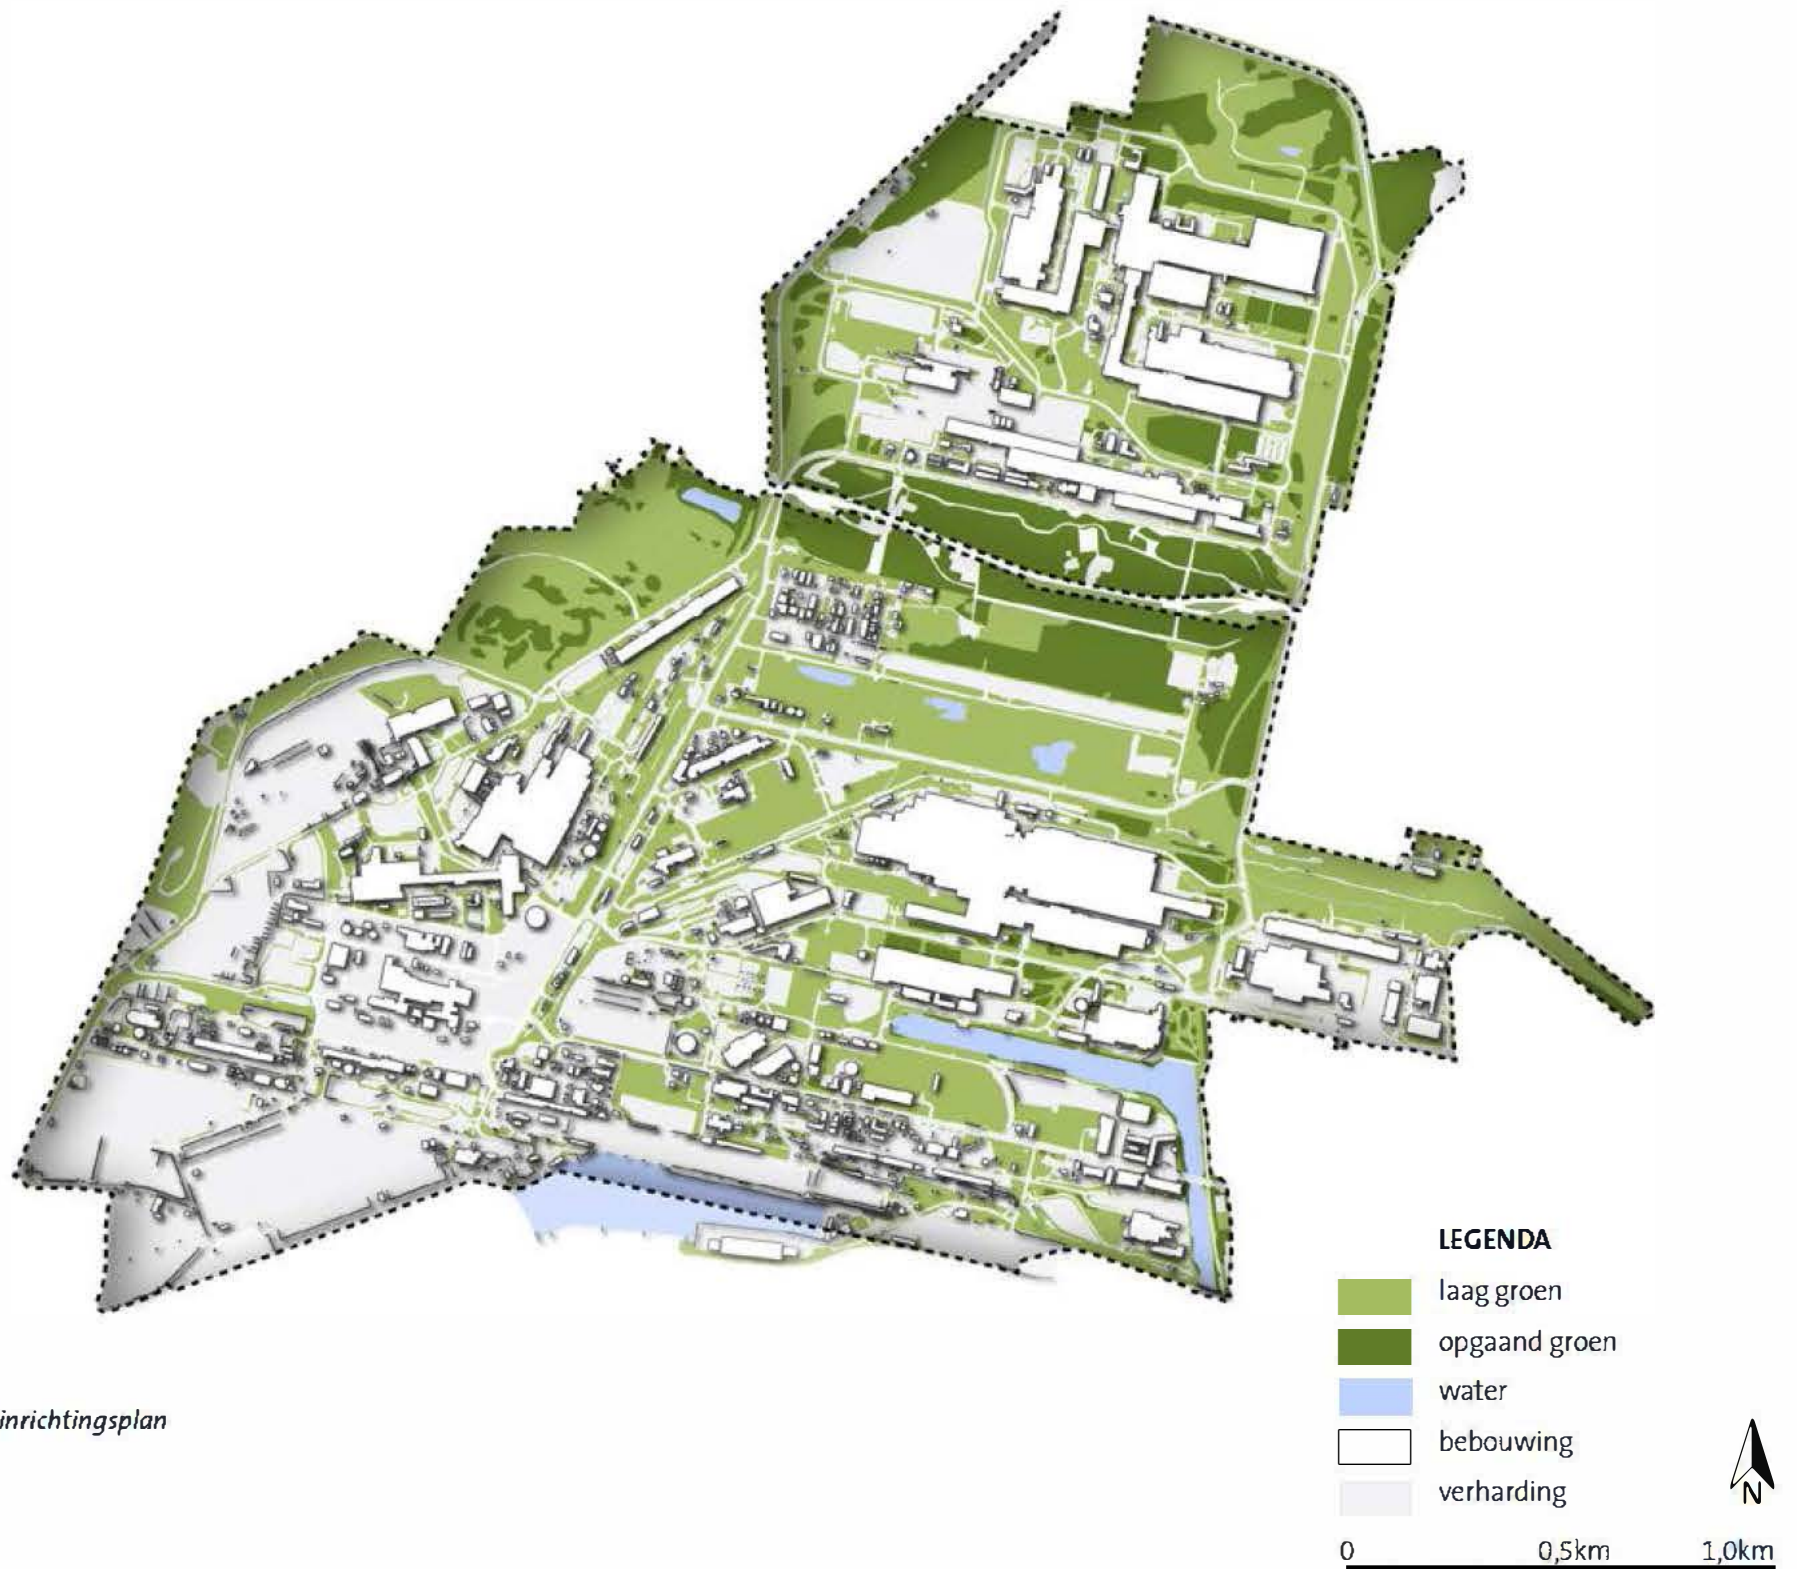 LEGENDA
laag groen
opgaand groen
water
bebouwing
verharding
inrichtingsplan
N
0 0,5km 1,0km